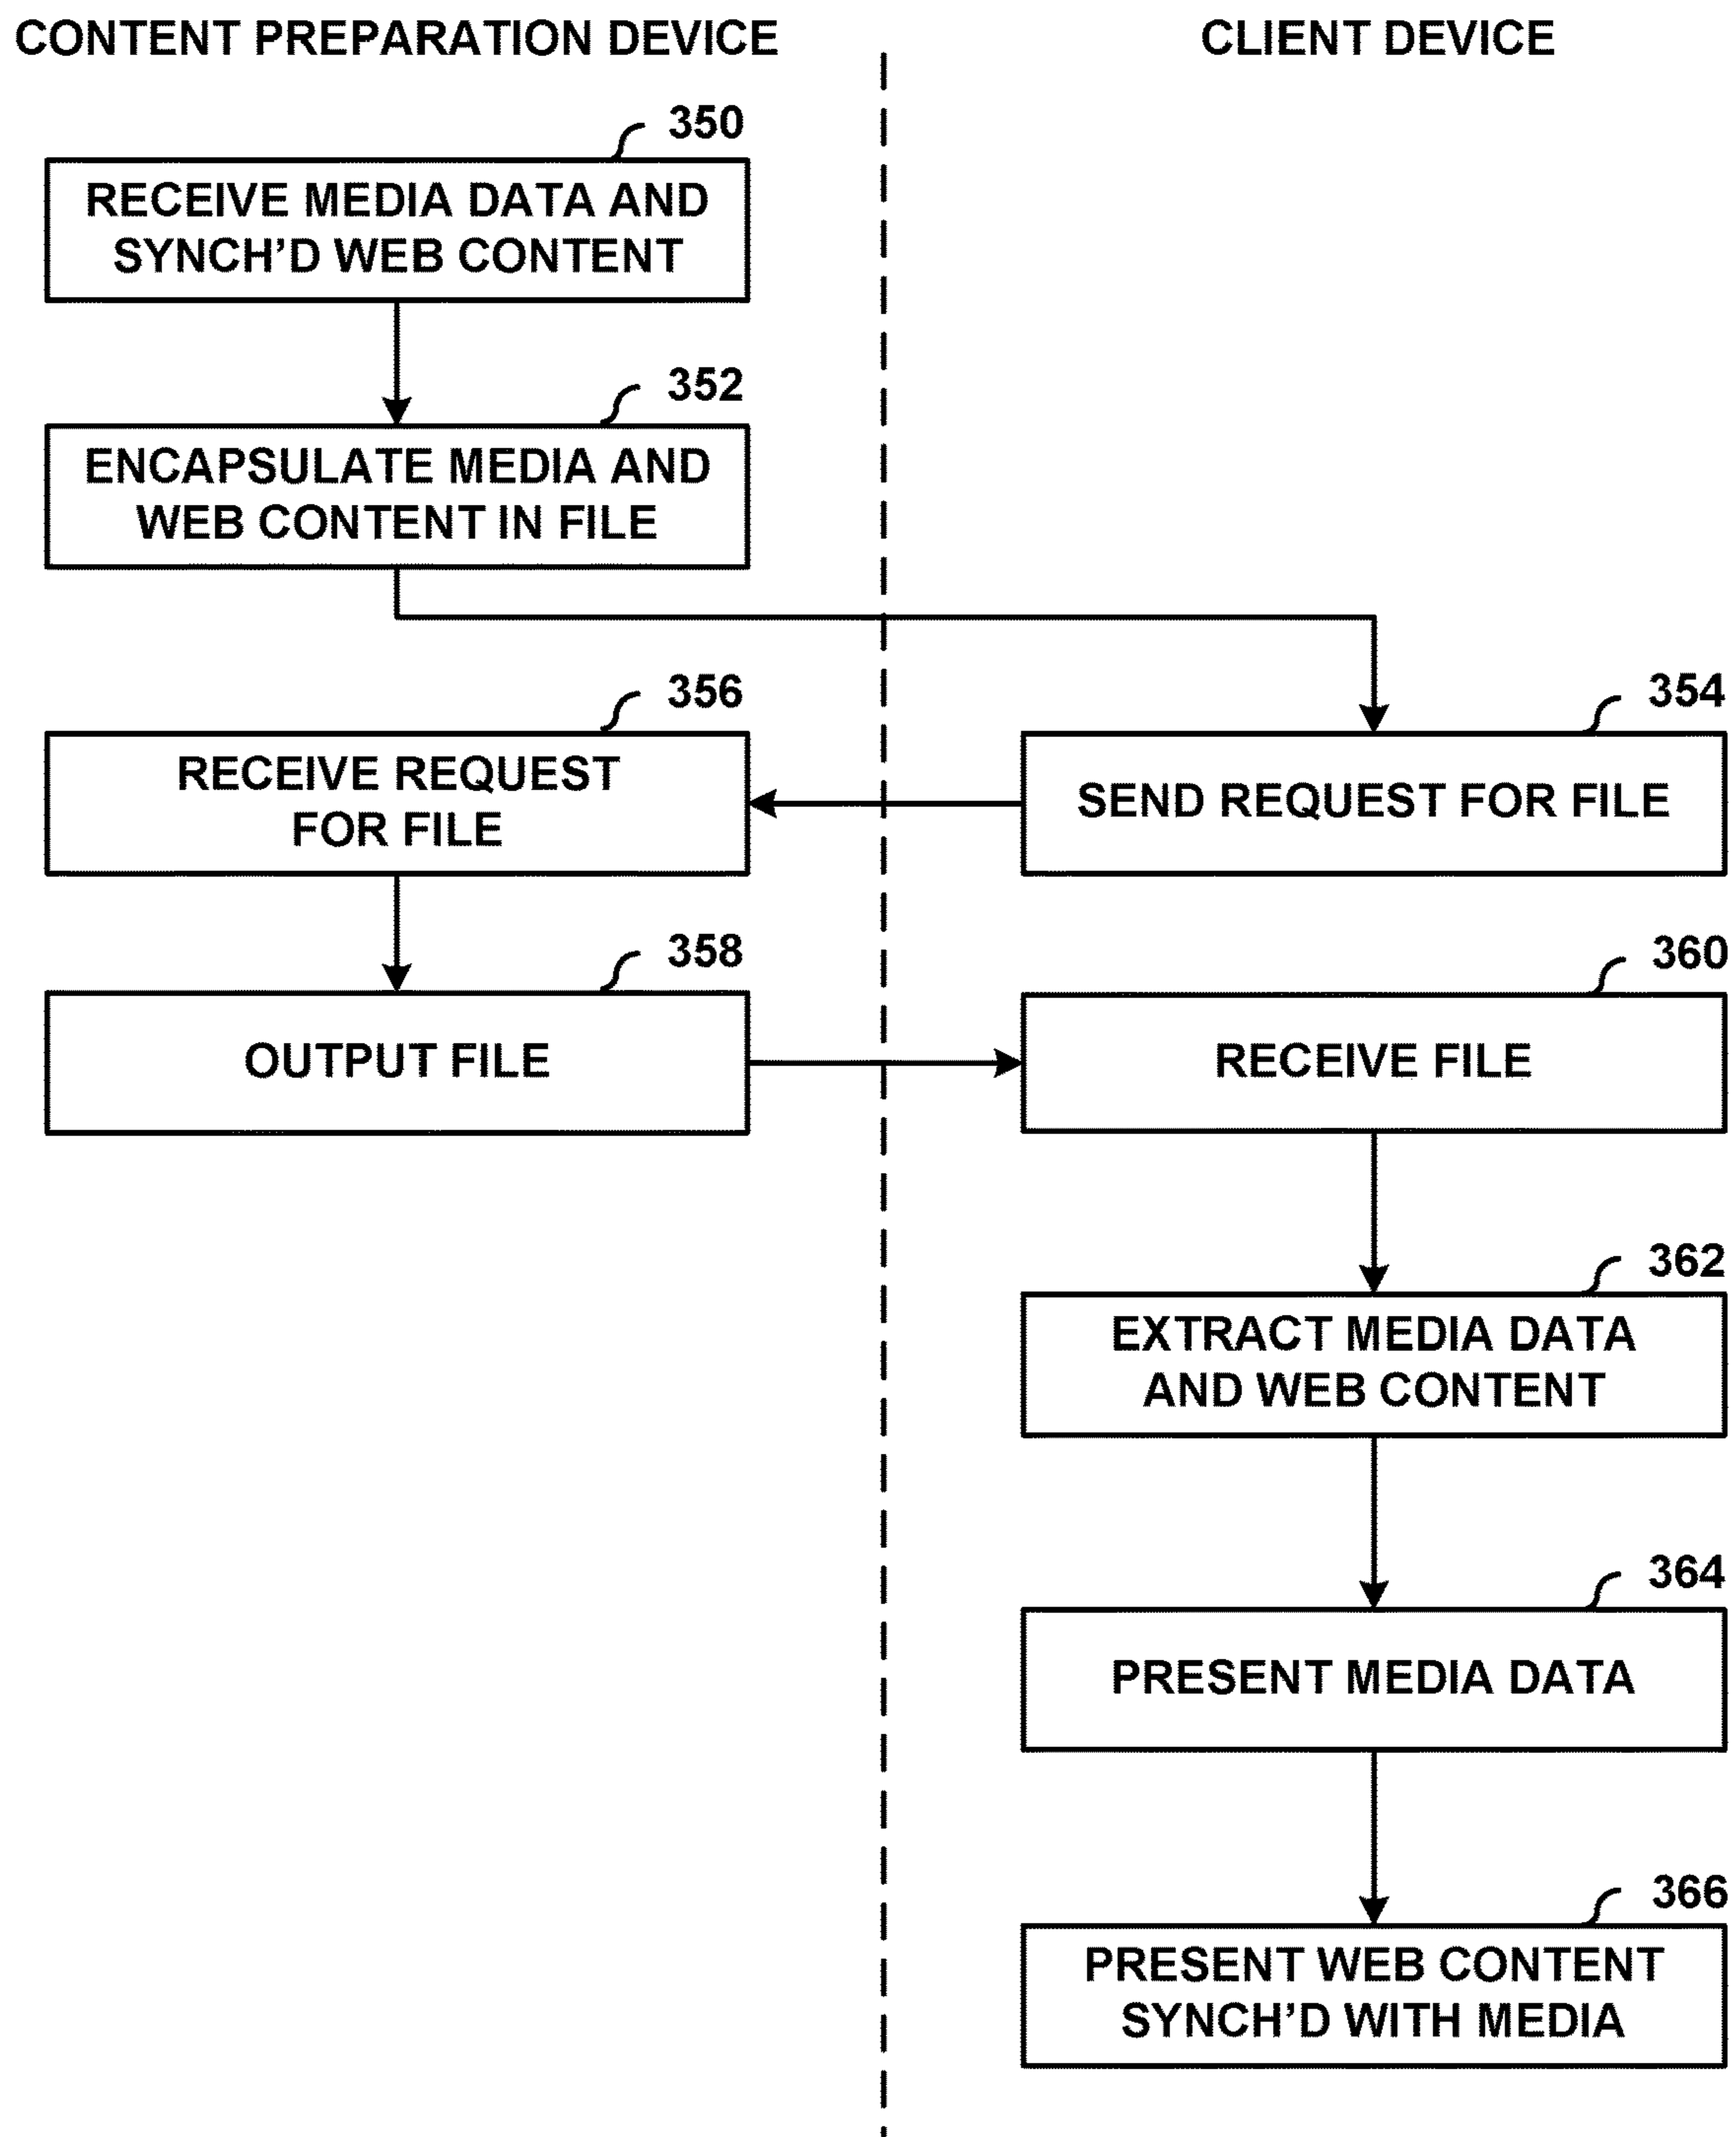 CONTENT PREPARATION DEVICE
CLIENT DEVICE
350
RECEIVE MEDIA DATA AND
SYNCH'D WEB CONTENT
352
ENCAPSULATE MEDIA AND
WEB CONTENT IN FILE
354
SEND REQUEST FOR FILE
356
RECEIVE REQUEST
FOR FILE
358
OUTPUT FILE
360
RECEIVE FILE
362
EXTRACT MEDIA DATA
AND WEB CONTENT
364
PRESENT MEDIA DATA
366
PRESENT WEB CONTENT
SYNCH'D WITH MEDIA